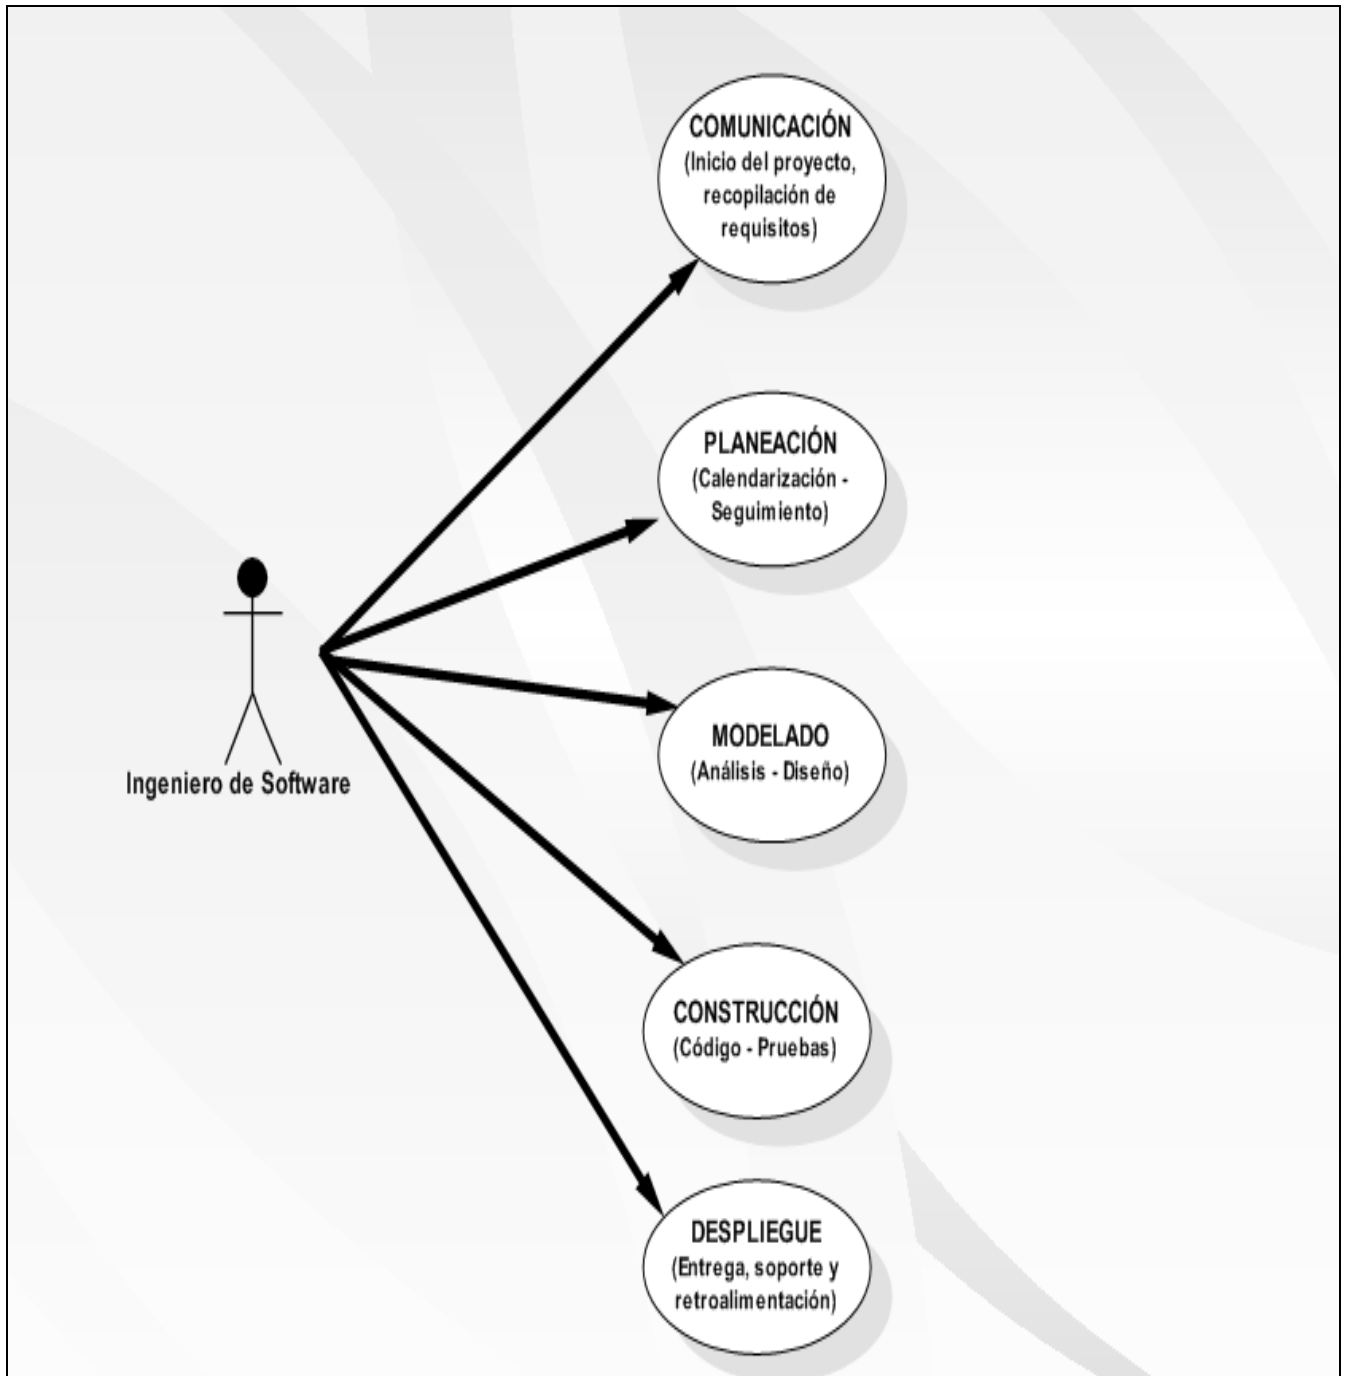 COMUNICACIÓN
(Inicio del proyecto,
recopilación de
requisitos)
PLANEACIÓN
(Calendarización -
Seguimiento)
Ingeniero de Software
MODELADO
(Análisis - Diseño)
CONSTRUCCIÓN
(Código - Pruebas)
DESPLIEGUE
(Entrega, soporte y
retroalimentación)